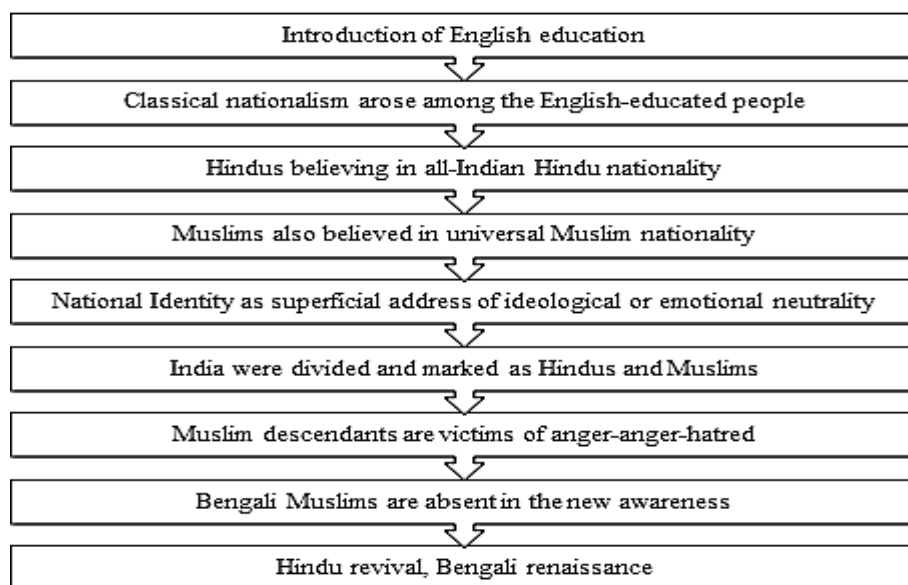 Introduction of English education
Classical nationalism arose among the English-educated people
Hindus believing in all-Indian Hindu nationality
Muslims also believed in universal Muslim nationality
National Identity as superficial address of ideological or emotional neutrality
India were divided and marked as Hindus and Muslims
Muslim descendants are victims of anger-anger-hatred
Bengali Muslims are absent in the new awareness
Hindu revival, Bengali renaissance